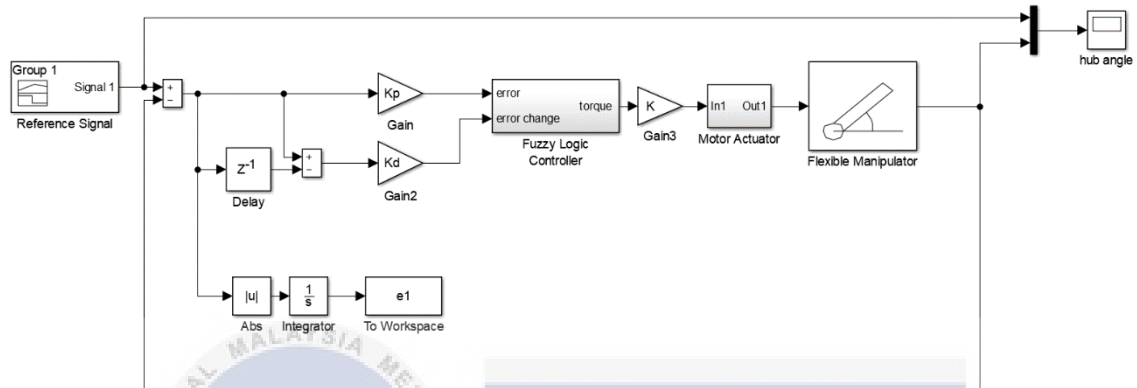 hub angle
Group 1
Signal 1
+
−
Reference Signal
Kp
Gain
error
error change
torque
Fuzzy Logic
Controller
K
Gain3
In1 Out1
Motor Actuator
Flexible Manipulator
Z-1
Delay
+
−
Kd
Gain2
|u|
Abs
1
s
Integrator
e1
To Workspace
MALAYSIA